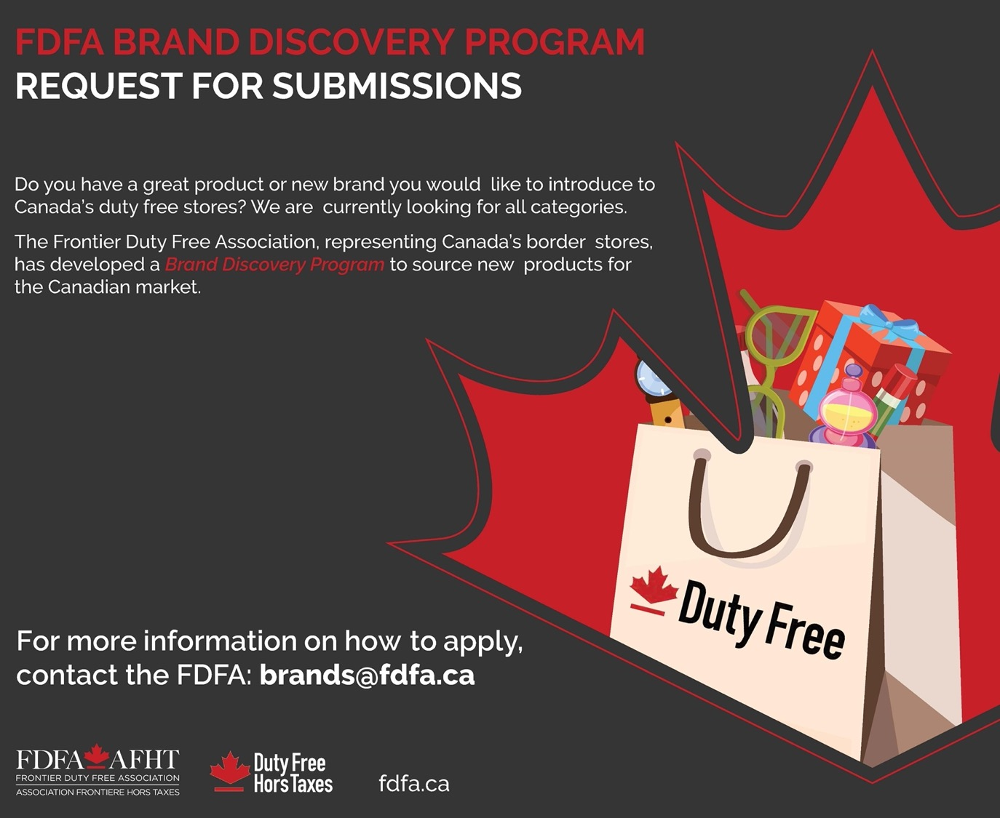 FDFA BRAND DISCOVERY PROGRAM
REQUEST FOR SUBMISSIONS
Do you have a great product or new brand you would like to introduce to
Canada's duty free stores? We are currently looking for all categories.
The Frontier Duty Free Association, representing Canada's border stores,
has developed a Brand Discovery Program to source new products for
the Canadian market.
Duty Free
For more information on how to apply,
contact the FDFA: brands@fdfa.ca
FDFA AFHT
FRONTIER DUTY FREE ASSOCIATION
ASSOCIATION FRONTIERE HORS TAXES
Duty Free
Hors Taxes
fdfa.ca